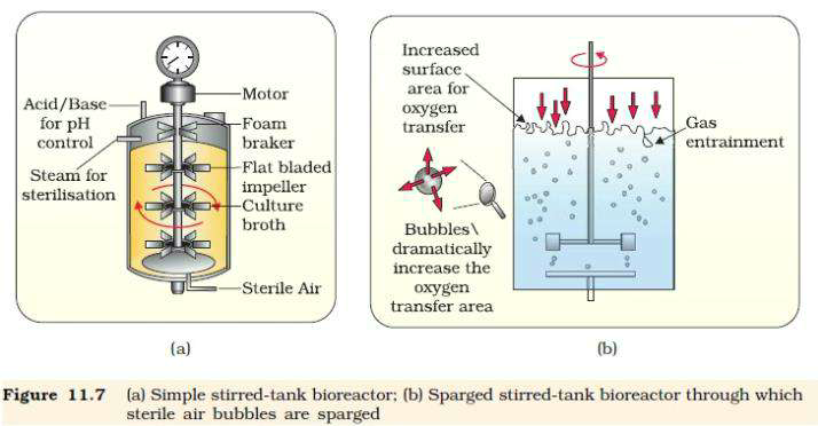 Acid/Base
for pH
control
Steam for
sterilisation
Motor
Foam
braker
Flat bladed
impeller
Culture
broth
Sterile Air
(a)
Increased
surface
area for
oxygen
transfer
Gas
entrainment
Bubbles\
dramatically
increase the
oxygen
transfer area
(b)
Figure 11.7 (a) Simple stirred-tank bioreactor; (b) Sparged stirred-tank bioreactor through which
sterile air bubbles are sparged